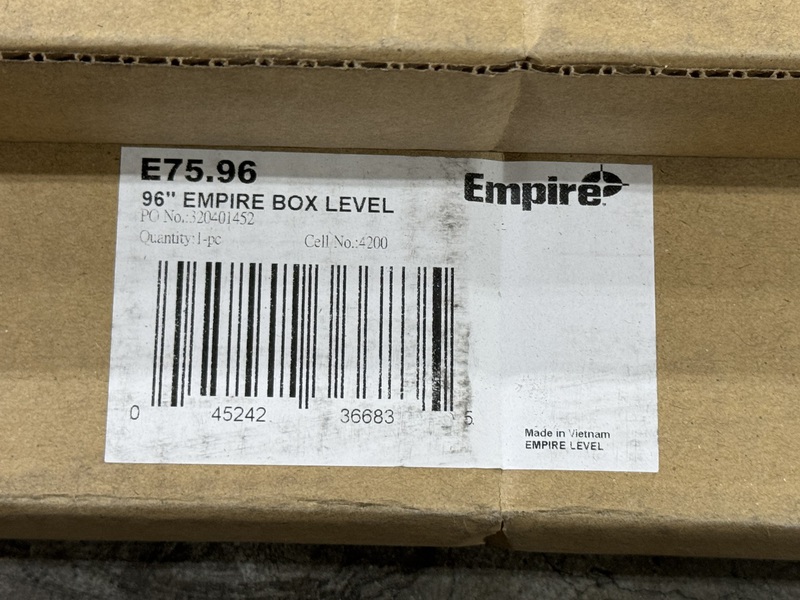 E75.96
96" EMPIRE BOX LEVEL
Empire
PO No.:320401452
Quantity:1-pc Cell No.:4200
0 45242 36683 5
Made in Vietnam
EMPIRE LEVEL